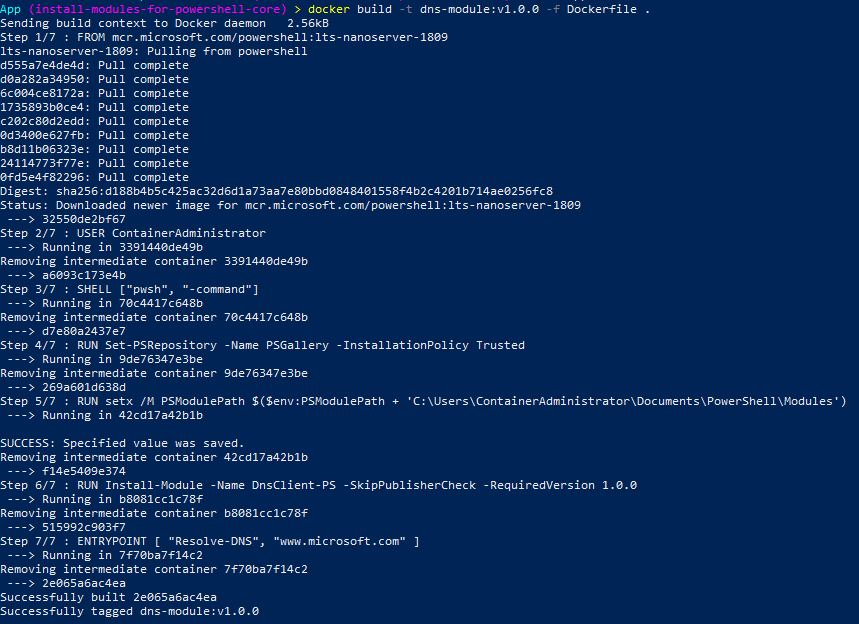 App (install-modules-for-powershell-core) > docker build -t dns-module:v1.0.0 -f Dockerfile .
Sending build context to Docker daemon   2.56kB
Step 1/7 : FROM mcr.microsoft.com/powershell:lts-nanoserver-1809
lts-nanoserver-1809: Pulling from powershell
d555a7e4de4d: Pull complete
d0a282a34950: Pull complete
6c004ce8172a: Pull complete
1735893b0ce4: Pull complete
c202c80d2edd: Pull complete
0d3400e627fb: Pull complete
b8d11b06323e: Pull complete
24114773f77e: Pull complete
0fd5e4f82296: Pull complete
Digest: sha256:d188b4b5c425ac32d6d1a73aa7e80bbd0848401558f4b2c4201b714ae0256fc8
Status: Downloaded newer image for mcr.microsoft.com/powershell:lts-nanoserver-1809
 ---> 32550de2bf67
Step 2/7 : USER ContainerAdministrator
 ---> Running in 3391440de49b
Removing intermediate container 3391440de49b
 ---> a6093c173e4b
Step 3/7 : SHELL ["pwsh", "-command"]
 ---> Running in 70c4417c648b
Removing intermediate container 70c4417c648b
 ---> d7e80a2437e7
Step 4/7 : RUN Set-PSRepository -Name PSGallery -InstallationPolicy Trusted
 ---> Running in 9de76347e3be
Removing intermediate container 9de76347e3be
 ---> 269a601d638d
Step 5/7 : RUN setx /M PSModulePath $($env:PSModulePath + 'C:\Users\ContainerAdministrator\Documents\PowerShell\Modules')
 ---> Running in 42cd17a42b1b
SUCCESS: Specified value was saved.
Removing intermediate container 42cd17a42b1b
 ---> f14e5409e374
Step 6/7 : RUN Install-Module -Name DnsClient-PS -SkipPublisherCheck -RequiredVersion 1.0.0
 ---> Running in b8081cc1c78f
Removing intermediate container b8081cc1c78f
 ---> 515992c903f7
Step 7/7 : ENTRYPOINT [ "Resolve-DNS", "www.microsoft.com" ]
 ---> Running in 7f70ba7f14c2
Removing intermediate container 7f70ba7f14c2
 ---> 2e065a6ac4ea
Successfully built 2e065a6ac4ea
Successfully tagged dns-module:v1.0.0